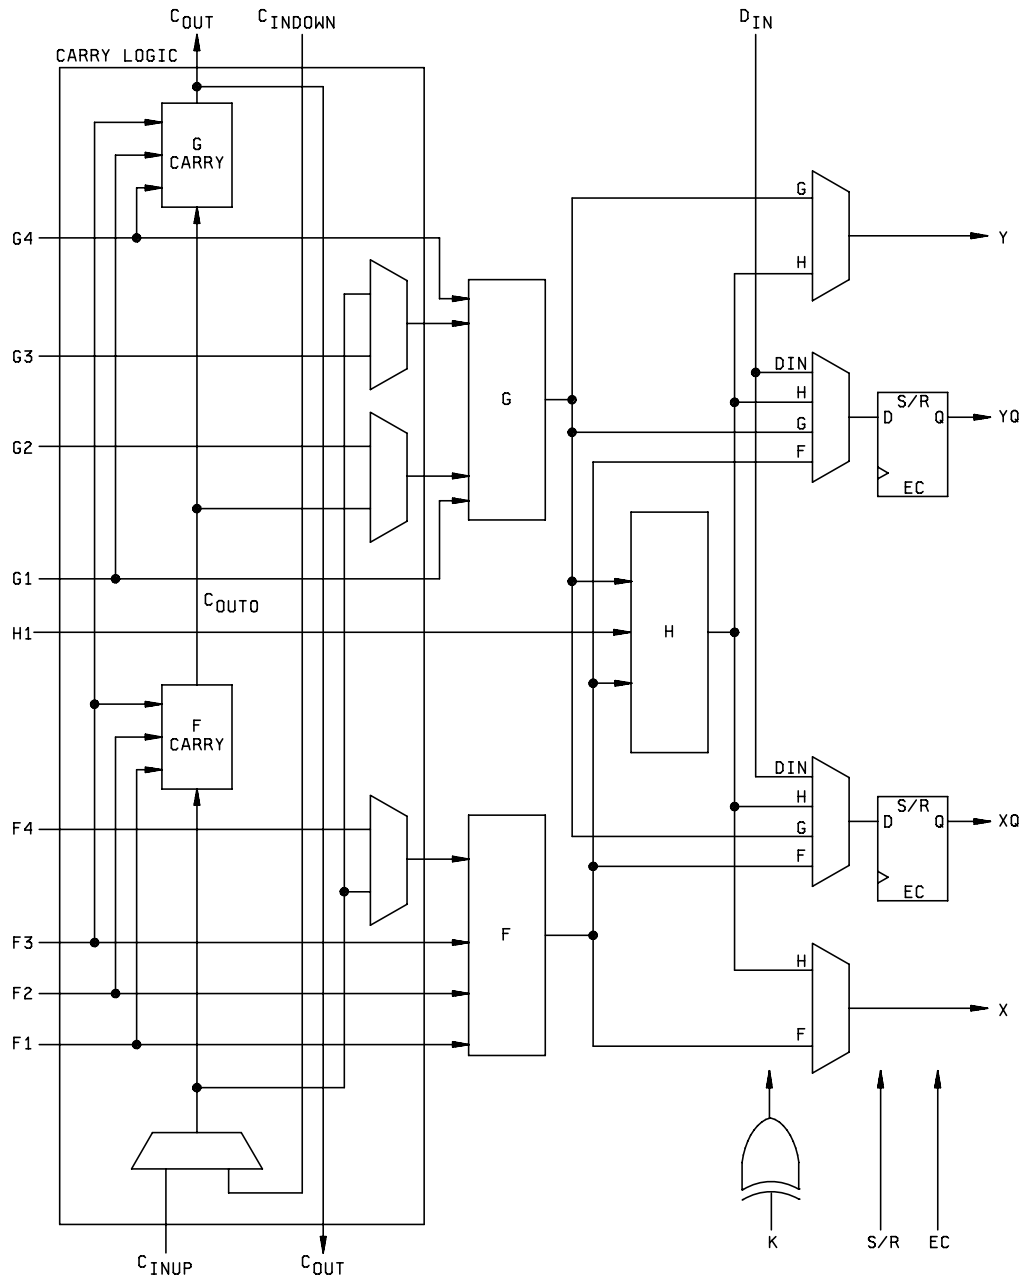 COUT CINDOWN DIN
CARRY LOGIC
G
CARRY
G
G4
Y
H
G3
DIN
H
G
G
F
S/R
D Q
EC
YQ
G2
G1
COUTO
H1
H
F
CARRY
DIN
H
G
F
S/R
D Q
EC
XQ
F4
F
F3
H
F2
X
F
F1
CINUP COUT
K S/R EC